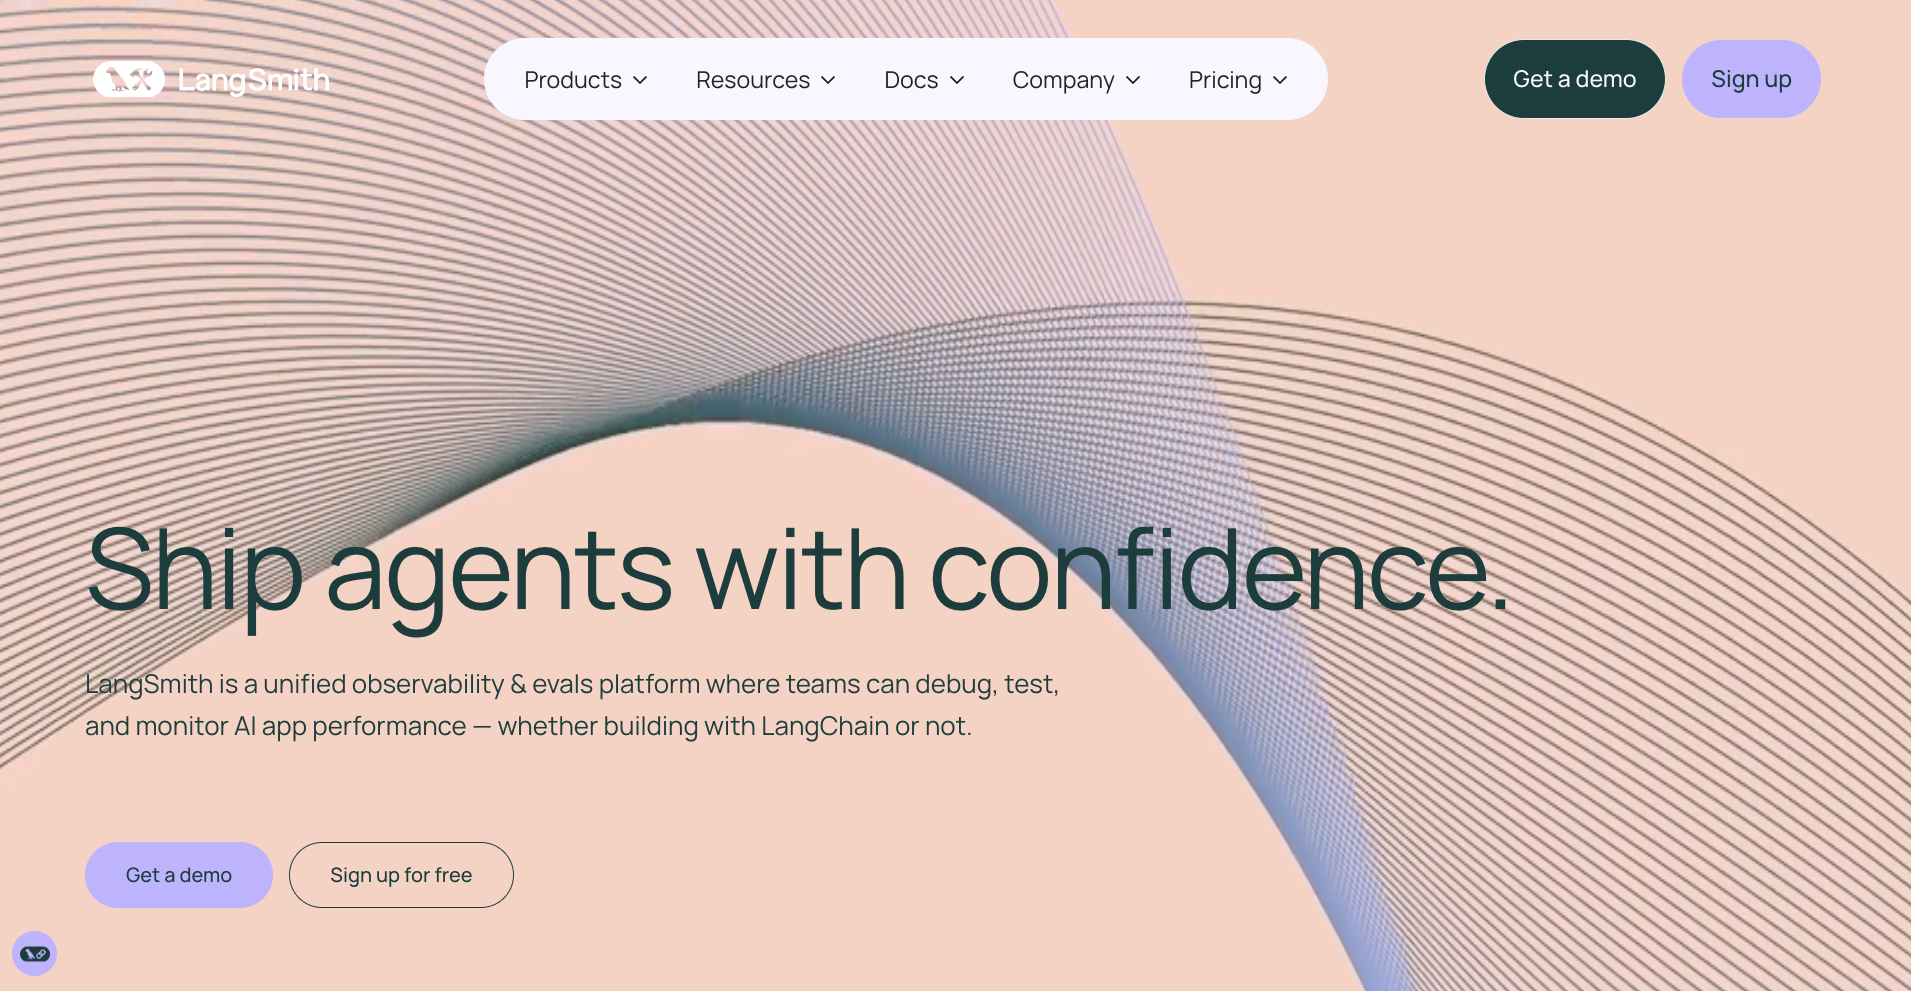 LangSmith
Products
Resources
Docs
Company
Pricing
Get a demo
Sign up
Ship agents with confidence.
LangSmith is a unified observability & evals platform where teams can debug, test,
and monitor AI app performance — whether building with LangChain or not.
Get a demo
Sign up for free